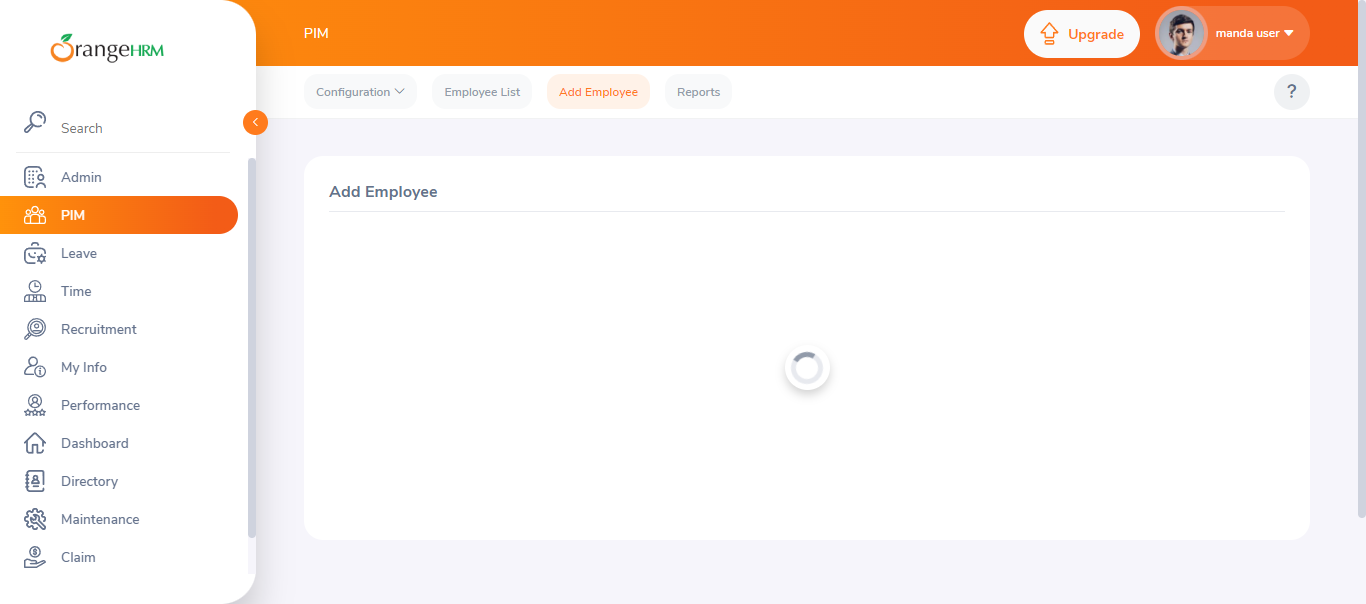 OrangeHRM
Search
Admin
PIM
Leave
Time
Recruitment
My Info
Performance
Dashboard
Directory
Maintenance
Claim
PIM
Upgrade
manda user
Configuration
Employee List
Add Employee
Reports
?
Add Employee